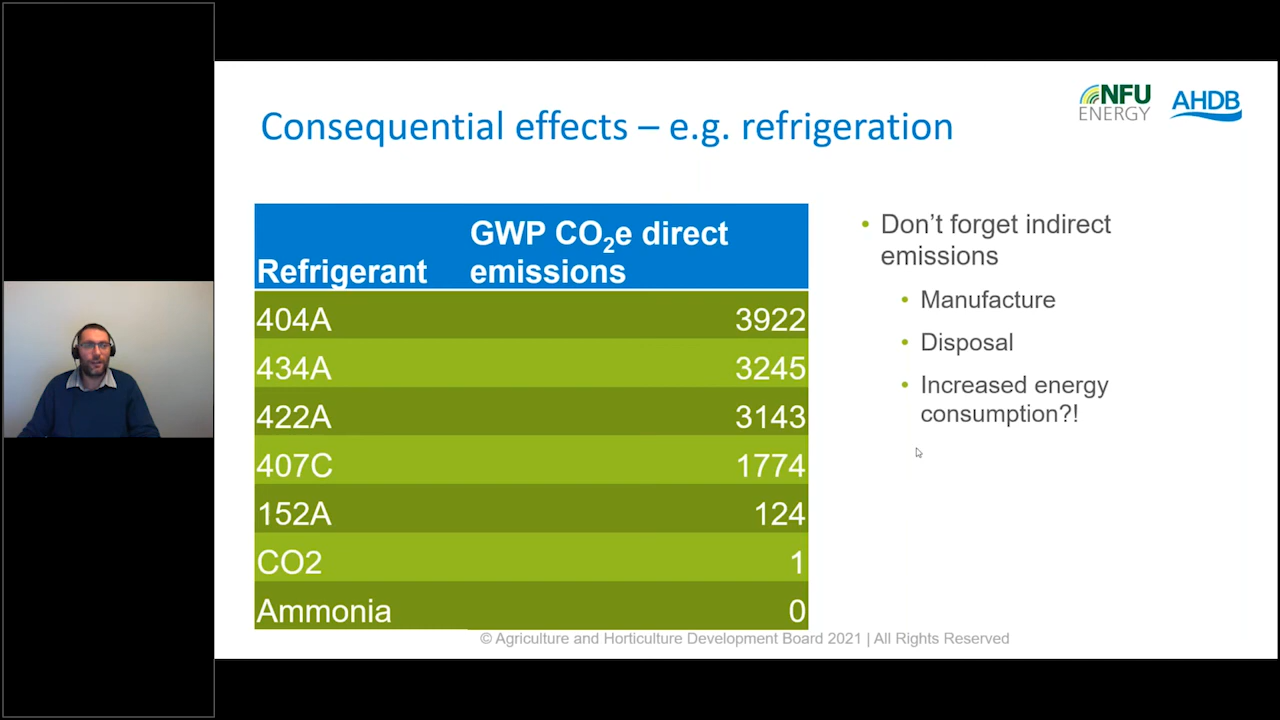 NFU
ENERGY
AHDB
Consequential effects – e.g. refrigeration
Refrigerant
GWP CO₂e direct
emissions
404A 3922
434A 3245
422A 3143
407C 1774
152A 124
CO2 1
Ammonia 0
• Don’t forget indirect
emissions
• Manufacture
• Disposal
• Increased energy
consumption?!
© Agriculture and Horticulture Development Board 2021 | All Rights Reserved